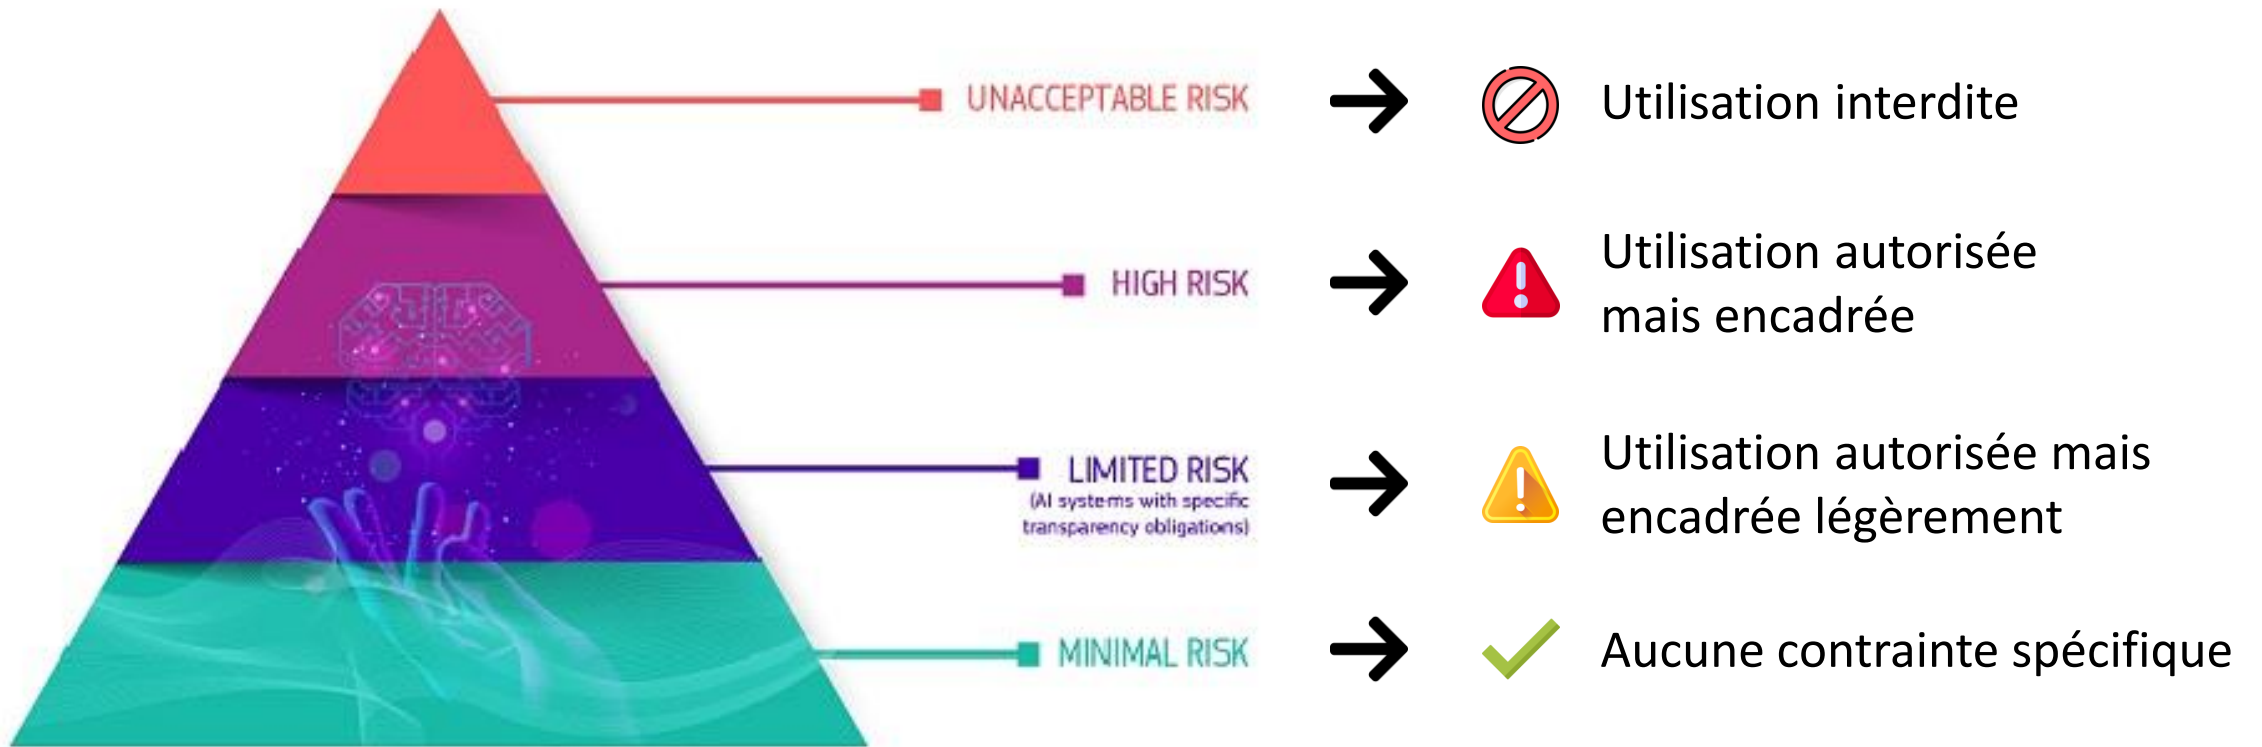 UNACCEPTABLE RISK
Utilisation interdite
HIGH RISK
Utilisation autorisée
mais encadrée
LIMITED RISK
(AI systems with specific
transparency obligations)
Utilisation autorisée mais
encadrée légèrement
MINIMAL RISK
Aucune contrainte spécifique